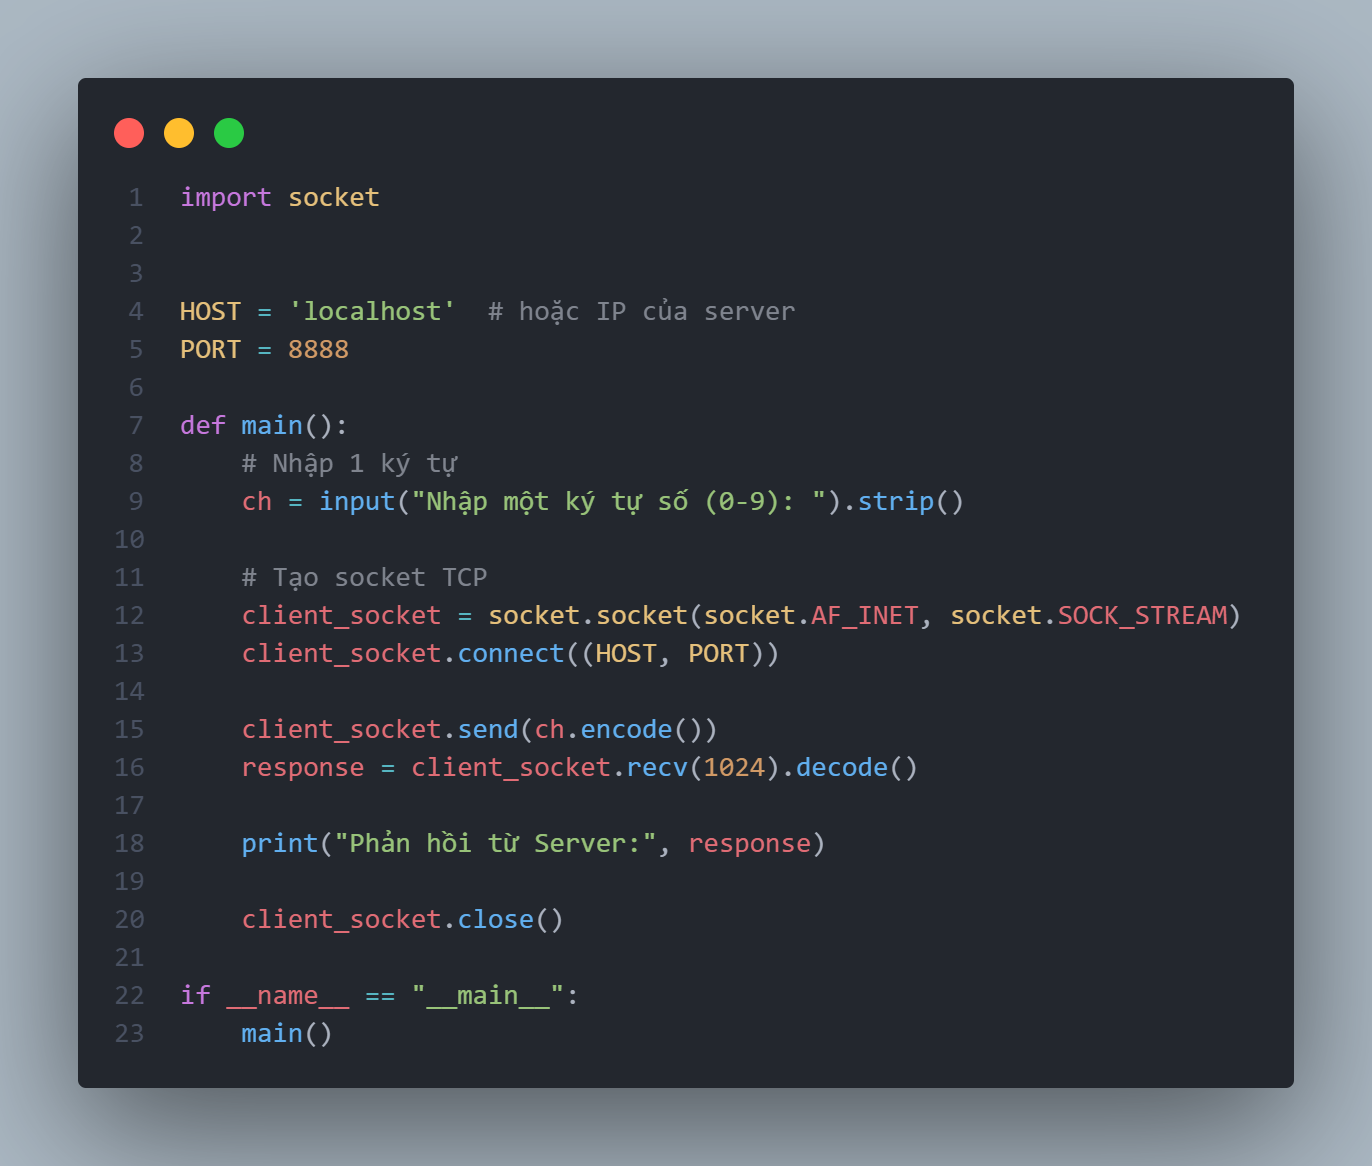 1 import socket
2
3
4 HOST = 'localhost'  # hoặc IP của server
5 PORT = 8888
6
7 def main():
8     # Nhập 1 ký tự
9     ch = input("Nhập một ký tự số (0-9): ").strip()
10
11     # Tạo socket TCP
12     client_socket = socket.socket(socket.AF_INET, socket.SOCK_STREAM)
13     client_socket.connect((HOST, PORT))
14
15     client_socket.send(ch.encode())
16     response = client_socket.recv(1024).decode()
17
18     print("Phản hồi từ Server:", response)
19
20     client_socket.close()
21
22 if __name__ == "__main__":
23     main()